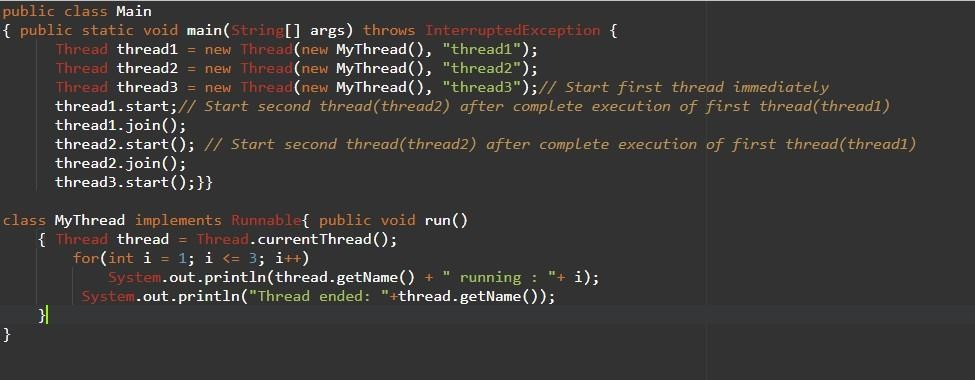 public class Main
{ public static void main(String[] args) throws InterruptedException {
Thread thread1 = new Thread(new MyThread(), "thread1");
Thread thread2 = new Thread(new MyThread(), "thread2");
Thread thread3 = new Thread(new MyThread(), "thread3");// Start first thread immediately
thread1.start;// Start second thread(thread2) after complete execution of first thread(thread1)
thread1.join();
thread2.start(); // Start second thread(thread2) after complete execution of first thread(thread1)
thread2.join();
thread3.start();}}
class MyThread implements Runnable{ public void run()
{ Thread thread = Thread.currentThread();
for(int i = 1; i <= 3; i++)
System.out.println(thread.getName() + " running : "+ i);
System.out.println("Thread ended: "+thread.getName());
}
}